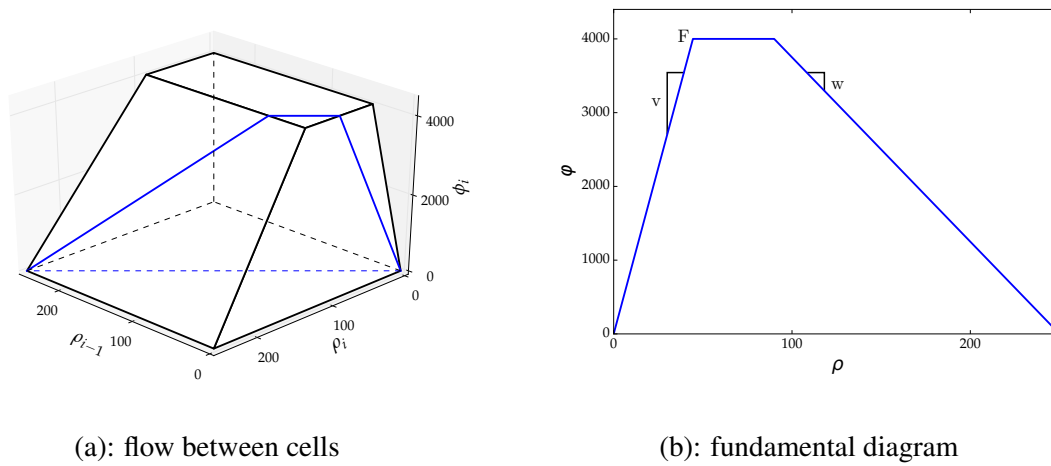 4000
2000
0
ϕ_i
200
100
0
ρ_{i−1}
200
100
0
ρ_i
(a): flow between cells
4000
3000
2000
1000
0
φ
F
v
w
0
100
200
ρ
(b): fundamental diagram